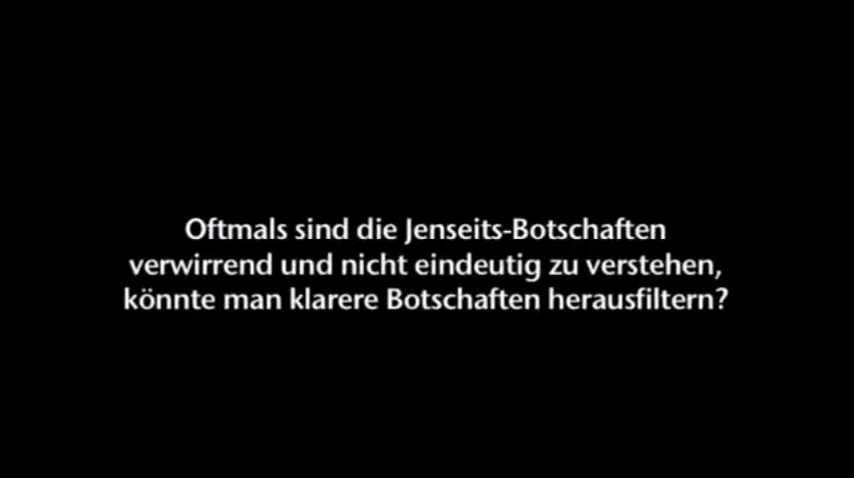 Oftmals sind die Jenseits-Botschaften
verwirrend und nicht eindeutig zu verstehen,
könnte man klarere Botschaften herausfiltern?